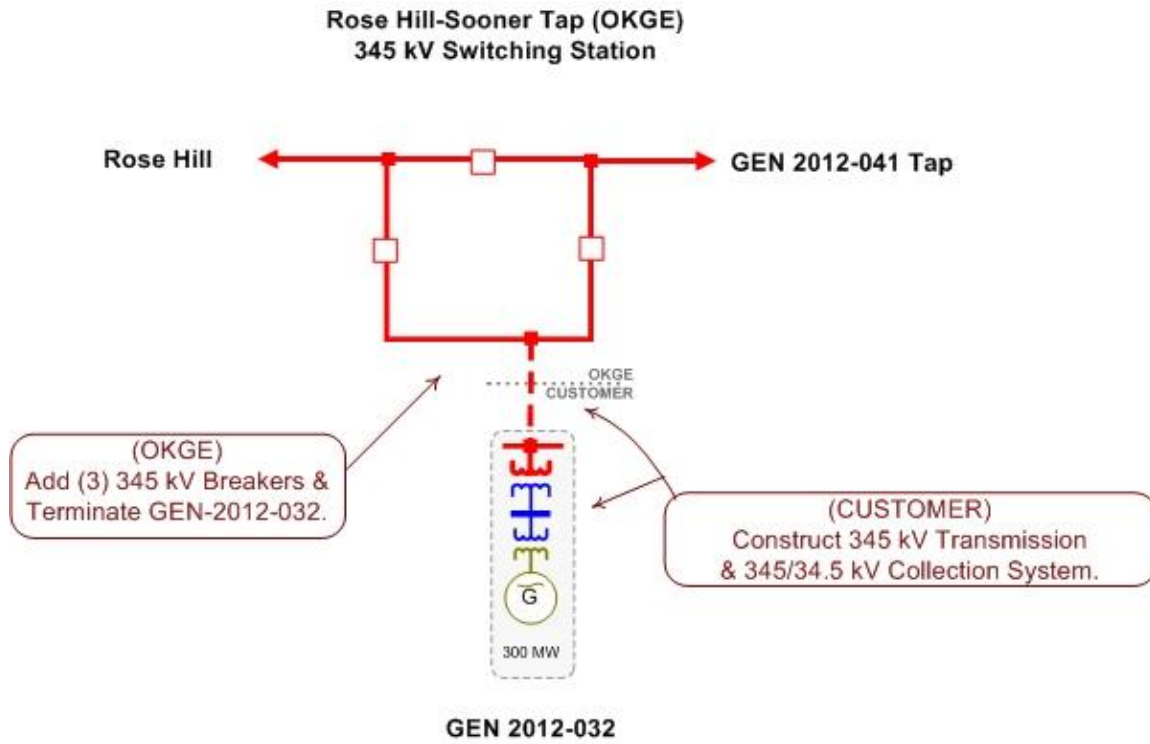 Rose Hill-Sooner Tap (OKGE)
345 kV Switching Station
Rose Hill
GEN 2012-041 Tap
OKGE
CUSTOMER
(OKGE)
Add (3) 345 kV Breakers &
Terminate GEN-2012-032.
(CUSTOMER)
Construct 345 kV Transmission
& 345/34.5 kV Collection System.
G
300 MW
GEN 2012-032